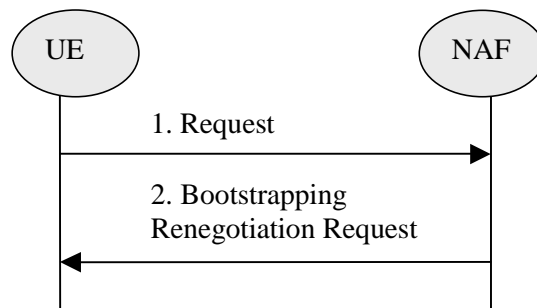 UE
NAF
1. Request
2. Bootstrapping
Renegotiation Request